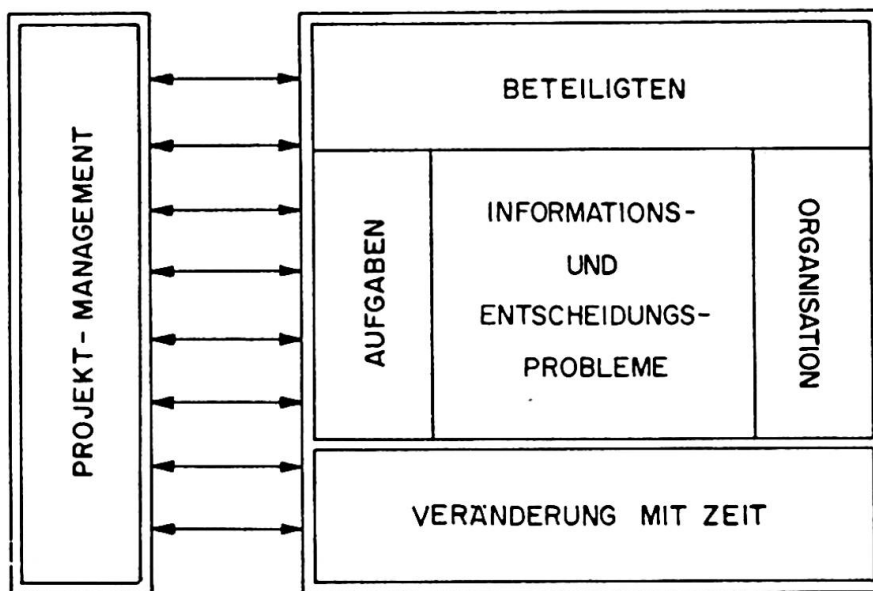 PROJEKT-MANAGEMENT
BETEILIGTEN
AUFGABEN
INFORMATIONS-
UND
ENTSCHEIDUNGS-
PROBLEME
ORGANISATION
VERÄNDERUNG MIT ZEIT